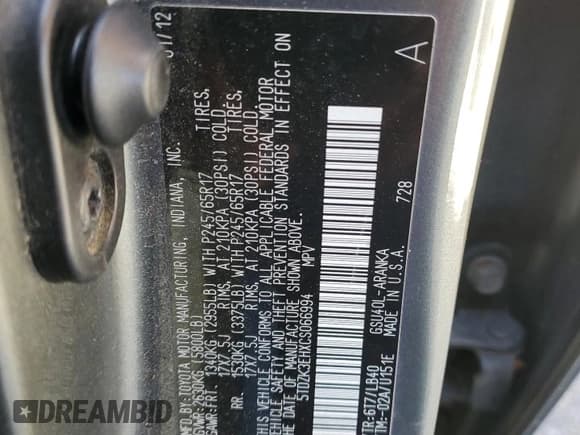 MFD. BY: TOYOTA MOTOR MANUFACTURING, INDIANA, INC. 01/12
GVWR: 2630KG (5800LB)
GAWR: FRT. 1340KG (2955LB) WITH P245/65R17 TIRES,
17X7.5J RIMS, AT 210KPA (30PSI) COLD.
RR. 1530KG (3375LB) WITH P245/65R17 TIRES,
17X7.5J RIMS, AT 210KPA (30PSI) COLD
THIS VEHICLE CONFORMS TO ALL APPLICABLE FEDERAL MOTOR
VEHICLE SAFETY AND THEFT PREVENTION STANDARDS IN EFFECT ON
THE DATE OF MANUFACTURE SHOWN ABOVE.
MPV
A
C/TR:6T7/LB40 GSU40L-ARANKA 728
A/TM:-02A/U151E MADE IN U.S.A.
DREAMBID
dreambid.com